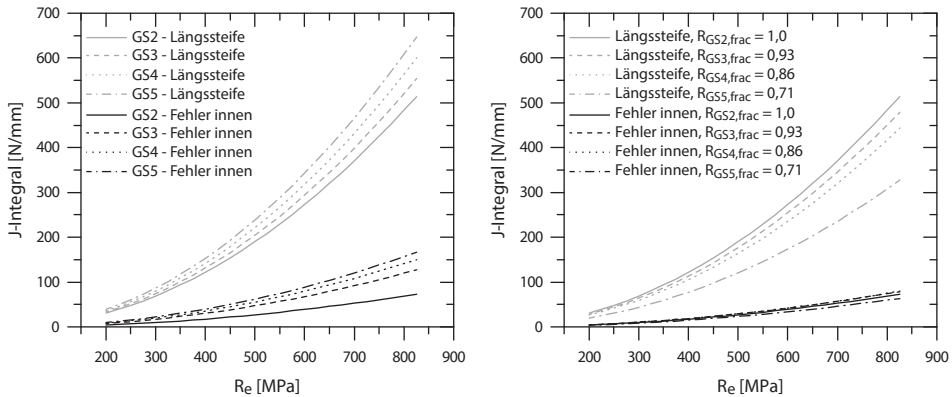 700
600
500
400
300
200
100
0
J-Integral [N/mm]
GS2 - Längssteife
GS3 - Längssteife
GS4 - Längssteife
GS5 - Längssteife
GS2 - Fehler innen
GS3 - Fehler innen
GS4 - Fehler innen
GS5 - Fehler innen
200 300 400 500 600 700 800 900
Re [MPa]
700
600
500
400
300
200
100
0
J-Integral [N/mm]
Längssteife, RGS2,frac = 1,0
Längssteife, RGS3,frac = 0,93
Längssteife, RGS4,frac = 0,86
Längssteife, RGS5,frac = 0,71
Fehler innen, RGS2,frac = 1,0
Fehler innen, RGS3,frac = 0,93
Fehler innen, RGS4,frac = 0,86
Fehler innen, RGS5,frac = 0,71
200 300 400 500 600 700 800 900
Re [MPa]